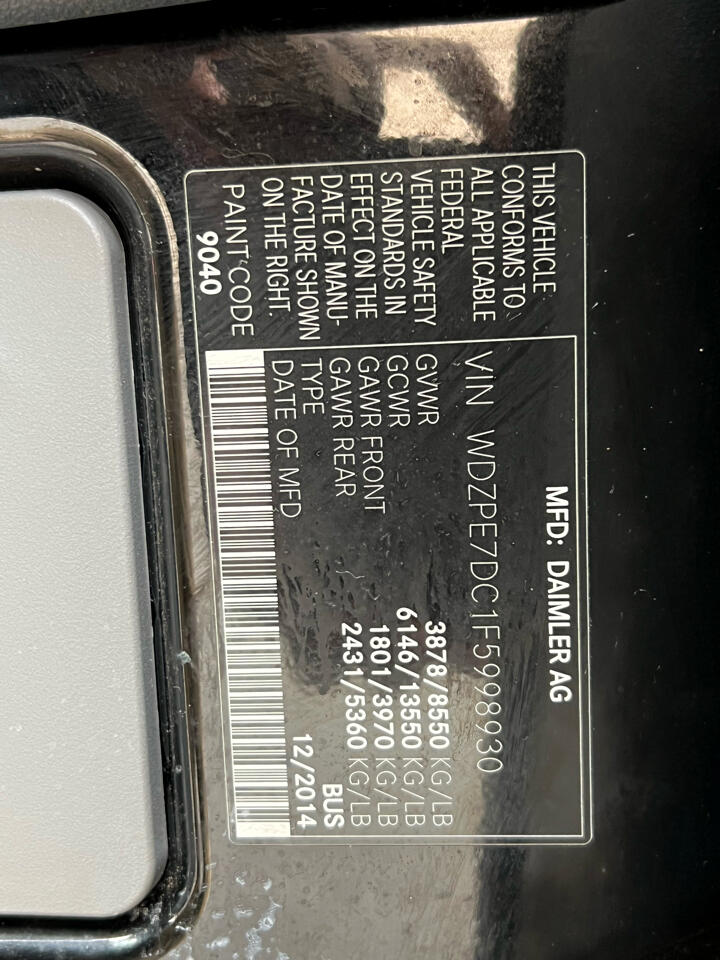 MFD: DAIMLER AG
THIS VEHICLE
CONFORMS TO
ALL APPLICABLE
FEDERAL
VEHICLE SAFETY
STANDARDS IN
EFFECT ON THE
DATE OF MANU-
FACTURE SHOWN
ON THE RIGHT.
PAINT CODE
9040
VIN WDZPE7DC1F5998930
GVWR 3878/8550 KG/LB
GCWR 6146/13550 KG/LB
GAWR FRONT 1801/3970 KG/LB
GAWR REAR 2431/5360 KG/LB
TYPE BUS
DATE OF MFD 12/2014